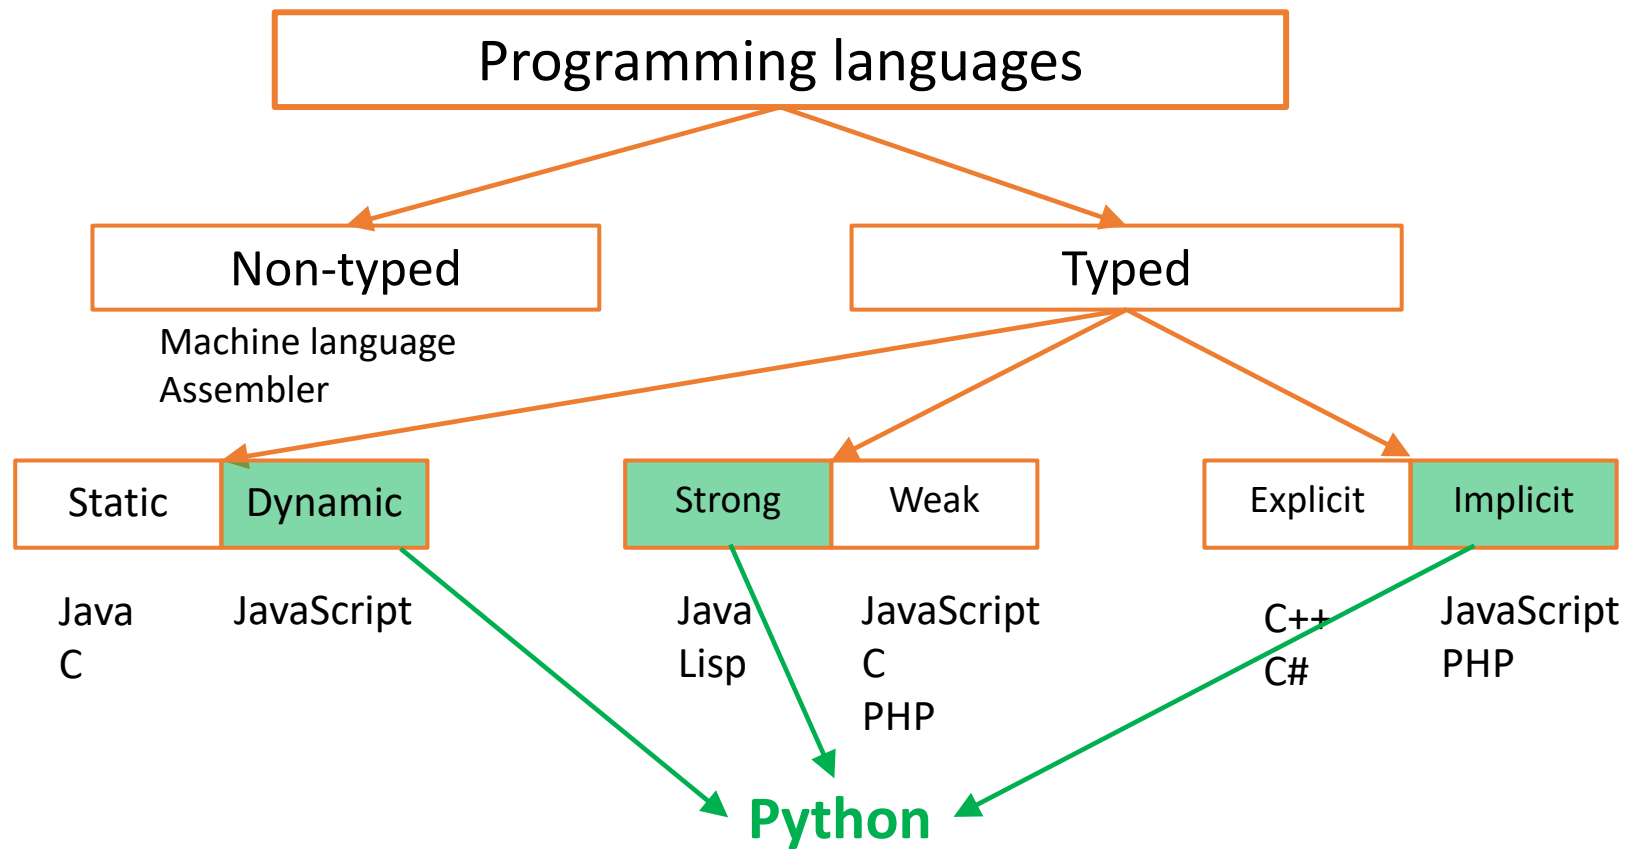 Programming languages
Non-typed
Typed
Machine language
Assembler
Static
Dynamic
Strong
Weak
Explicit
Implicit
Java
C
JavaScript
Java
Lisp
JavaScript
C
PHP
C++
C#
JavaScript
PHP
Python